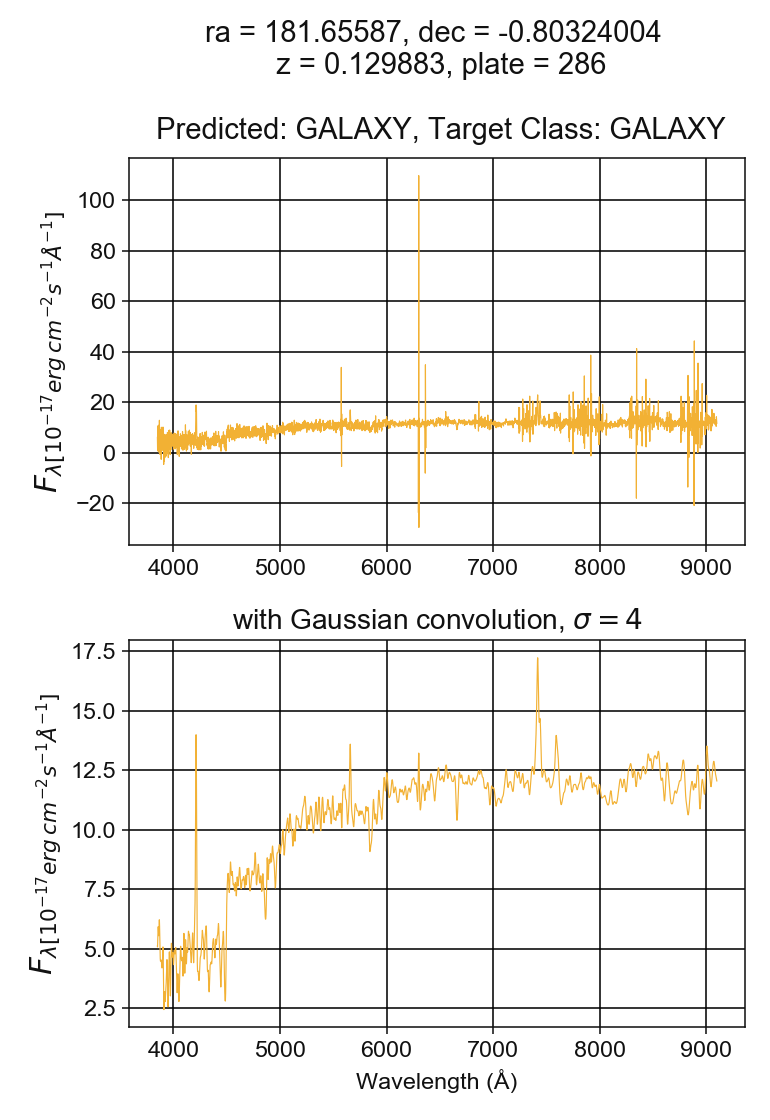 ra = 181.65587, dec = -0.80324004
z = 0.129883, plate = 286
Predicted: GALAXY, Target Class: GALAXY
F_λ[10^−17 erg cm^−2 s^−1 Å^−1]
100
80
60
40
20
0
−20
4000 5000 6000 7000 8000 9000
with Gaussian convolution, σ = 4
F_λ[10^−17 erg cm^−2 s^−1 Å^−1]
17.5
15.0
12.5
10.0
7.5
5.0
2.5
4000 5000 6000 7000 8000 9000
Wavelength (Å)